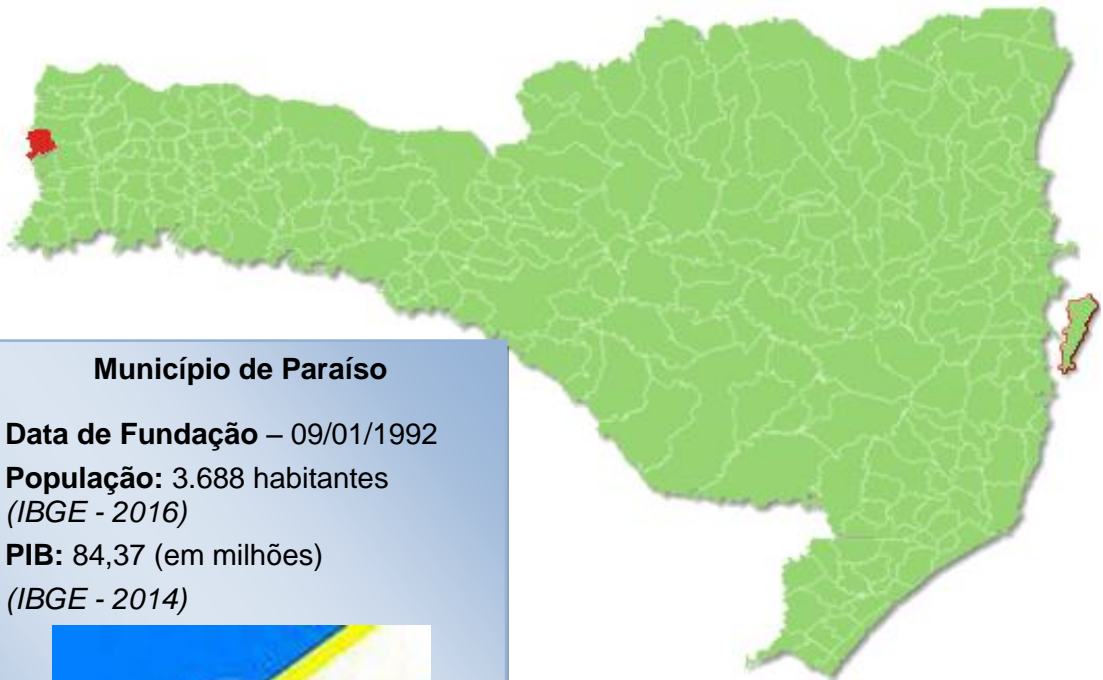 Município de Paraíso
Data de Fundação – 09/01/1992
População: 3.688 habitantes
(IBGE - 2016)
PIB: 84,37 (em milhões)
(IBGE - 2014)